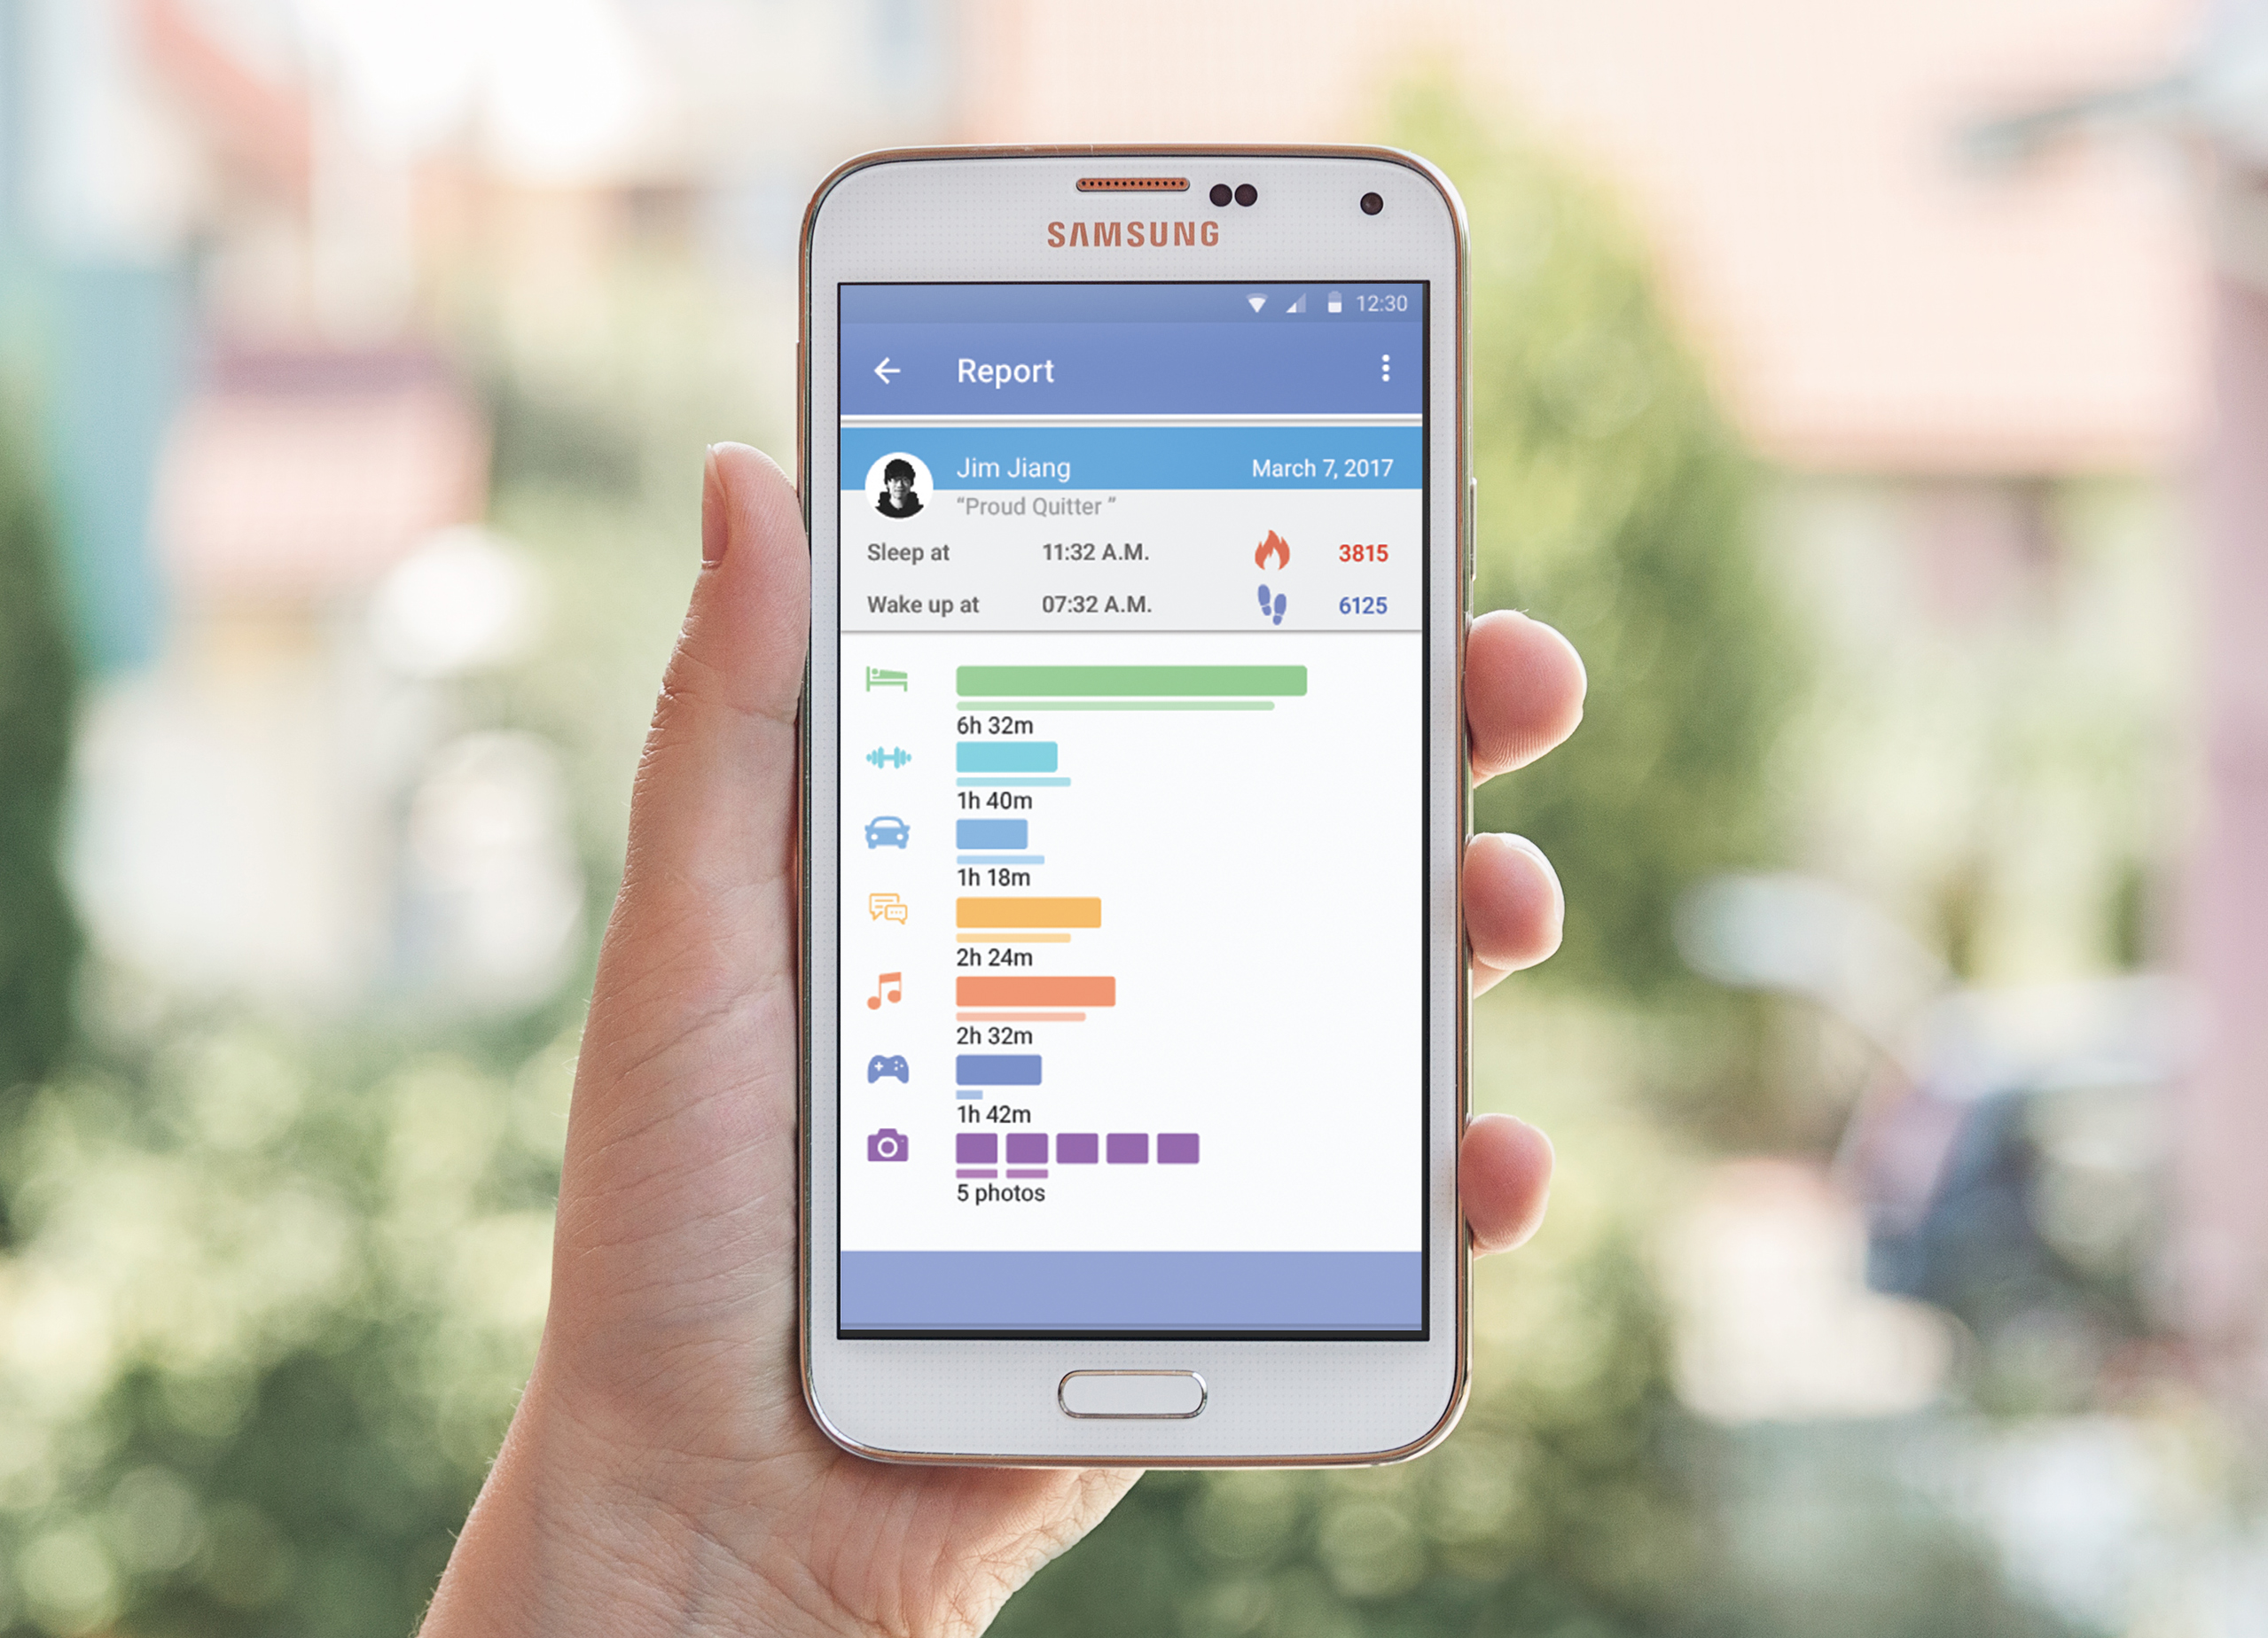 SAMSUNG
12:30
Report
Jim Jiang March 7, 2017
“Proud Quitter ”
Sleep at 11:32 A.M. 3815
Wake up at 07:32 A.M. 6125
6h 32m
1h 40m
1h 18m
2h 24m
2h 32m
1h 42m
5 photos